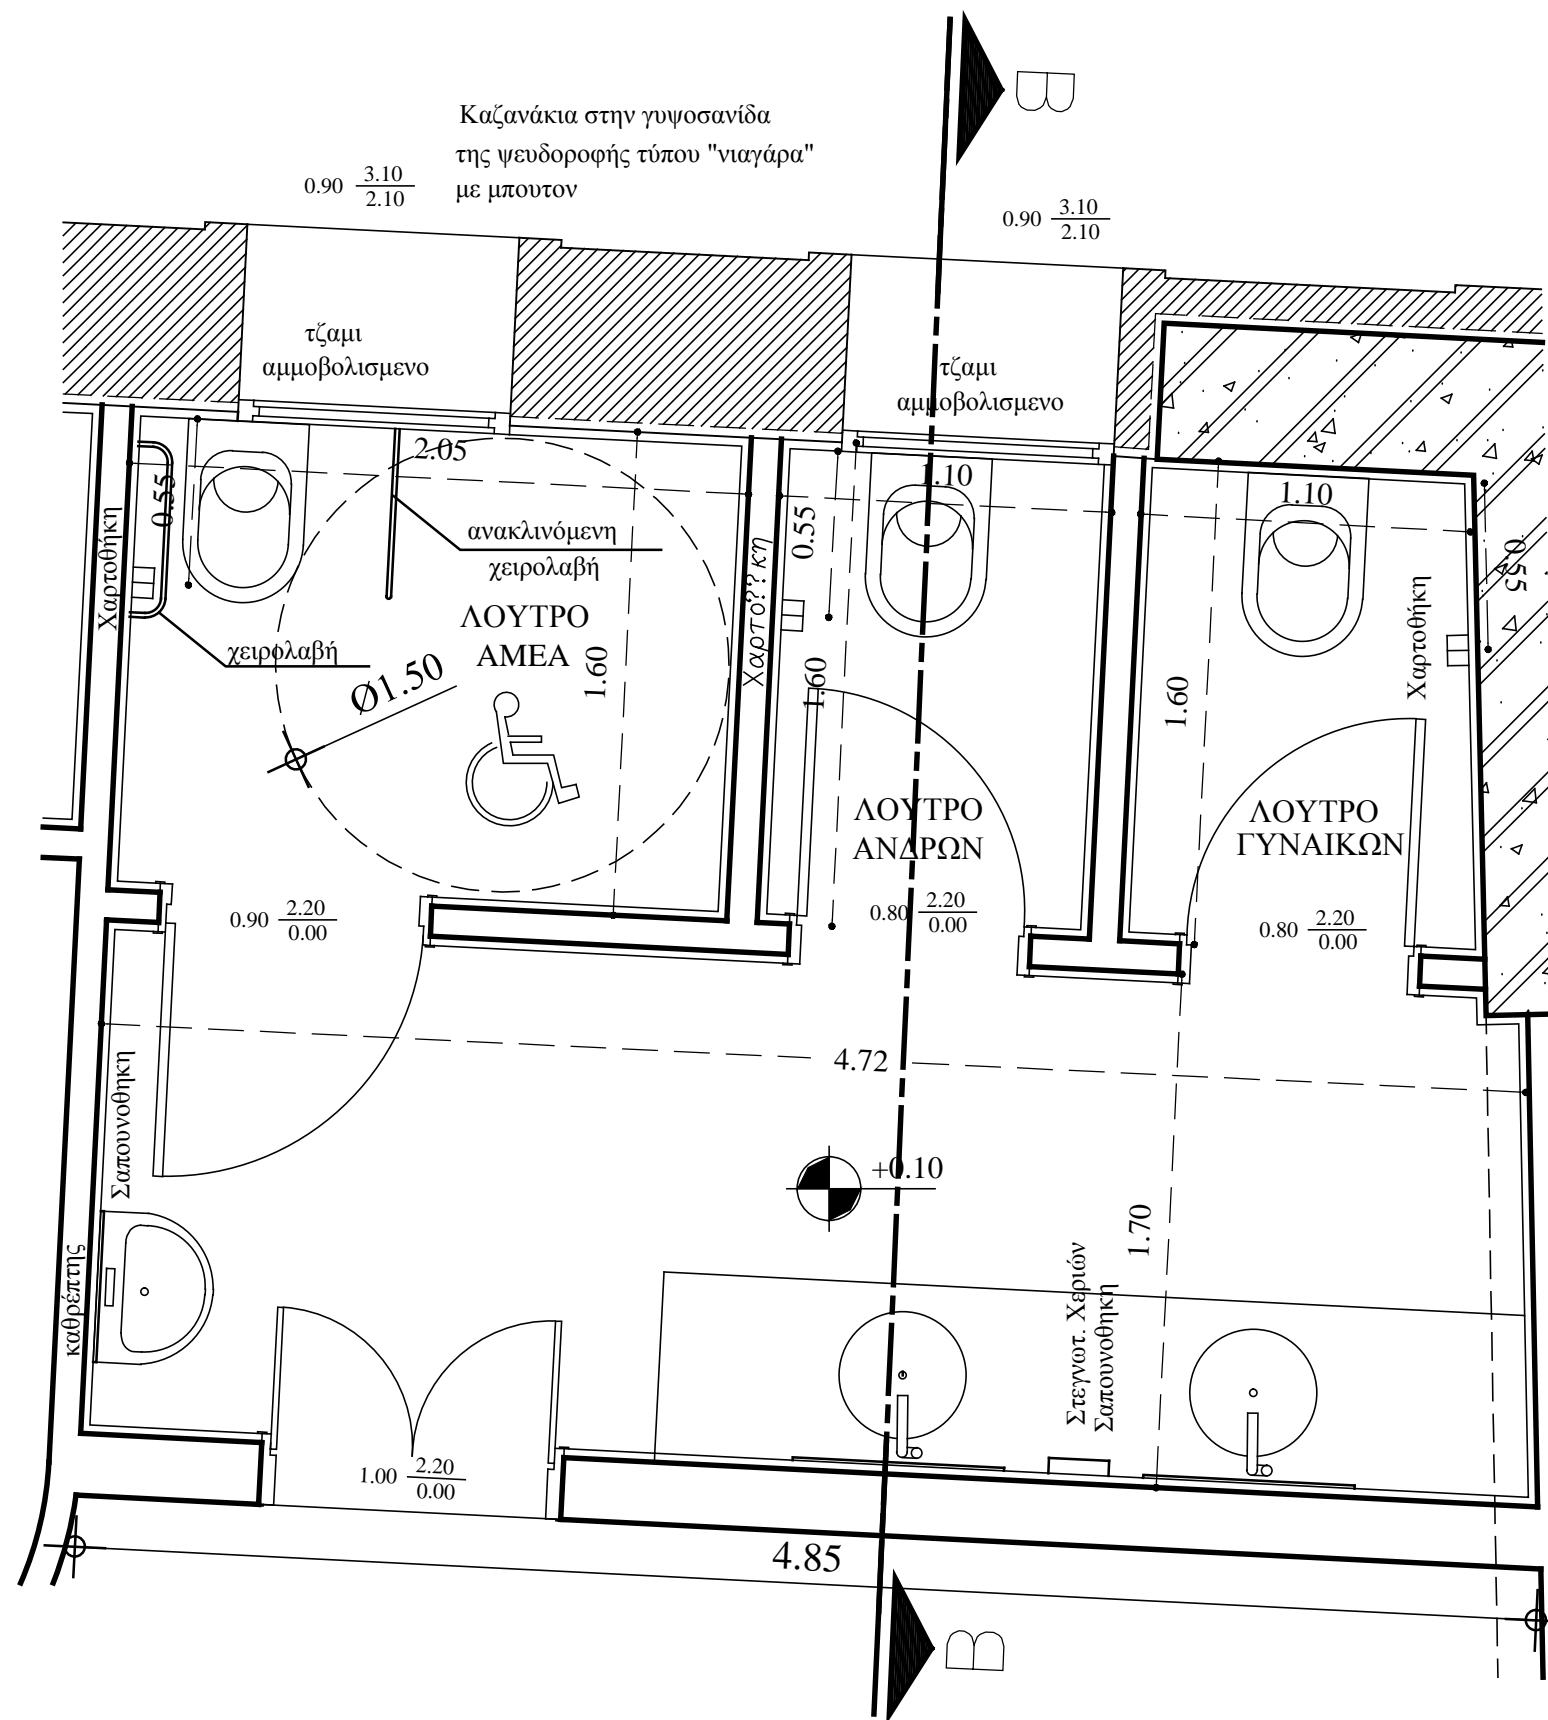 B
Καζανάκια στην γυψοσανίδα
της ψευδοροφής τύπου "νιαγάρα"
με μπουτον
0.90 3.10
2.10
0.90 3.10
2.10
τζαμι
αμμοβολισμενο
τζαμι
αμμοβολισμενο
2.05
1.10
1.10
0.55
0.55
0.55
Χαρτοθήκη
ανακλινόμενη
χειρολαβή
Χαρτο??κη
Χαρτοθήκη
χειρολαβή
ΛΟΥΤΡΟ
ΑΜΕΑ
Ø1.50
1.60
1.60
1.60
ΛΟΥΤΡΟ
ΑΝΔΡΩΝ
ΛΟΥΤΡΟ
ΓΥΝΑΙΚΩΝ
0.90 2.20
0.00
0.80 2.20
0.00
0.80 2.20
0.00
4.72
Σαπουνοθηκη
+0.10
1.70
καθρέπτης
Στεγνωτ. Χεριών
Σαπουνοθηκη
1.00 2.20
0.00
4.85
B